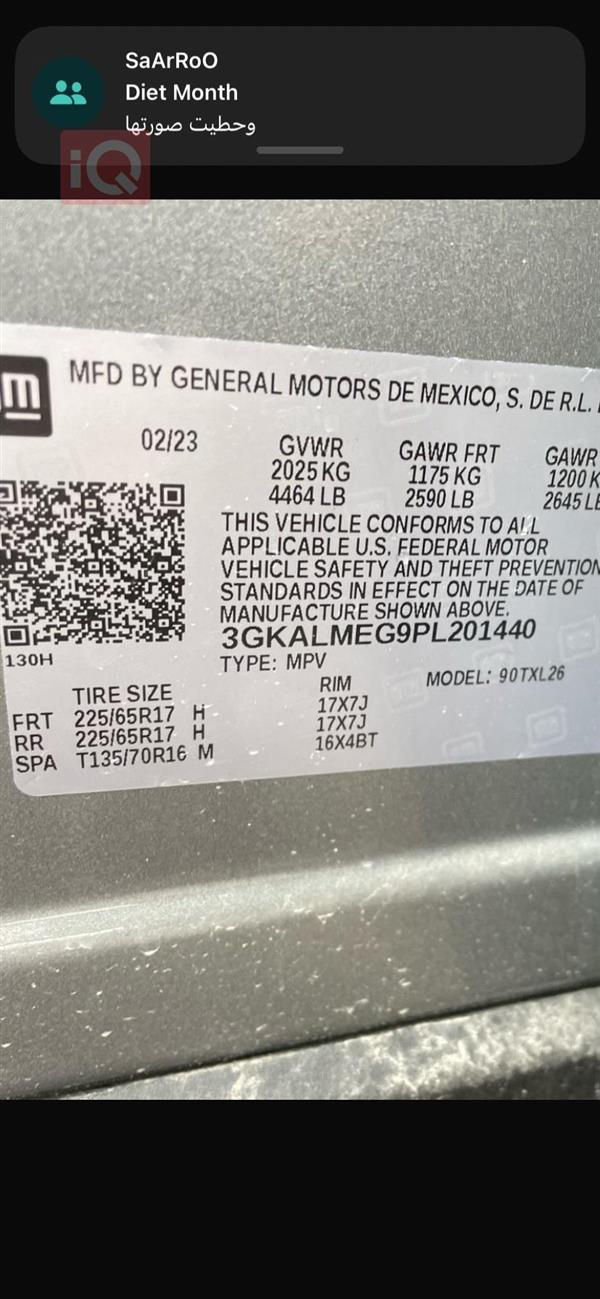 SaArRoO
Diet Month
وحطيت صورتها
iQ
gm
MFD BY GENERAL MOTORS DE MEXICO, S. DE R.L.
02/23
GVWR GAWR FRT GAWR
2025 KG 1175 KG 1200 K
4464 LB 2590 LB 2645 LB
THIS VEHICLE CONFORMS TO ALL
APPLICABLE U.S. FEDERAL MOTOR
VEHICLE SAFETY AND THEFT PREVENTION
STANDARDS IN EFFECT ON THE DATE OF
MANUFACTURE SHOWN ABOVE.
3GKALMEG9PL201440
130H
TYPE: MPV MODEL: 90TXL26
TIRE SIZE RIM
FRT 225/65R17 H 17X7J
RR 225/65R17 H 17X7J
SPA T135/70R16 M 16X4BT